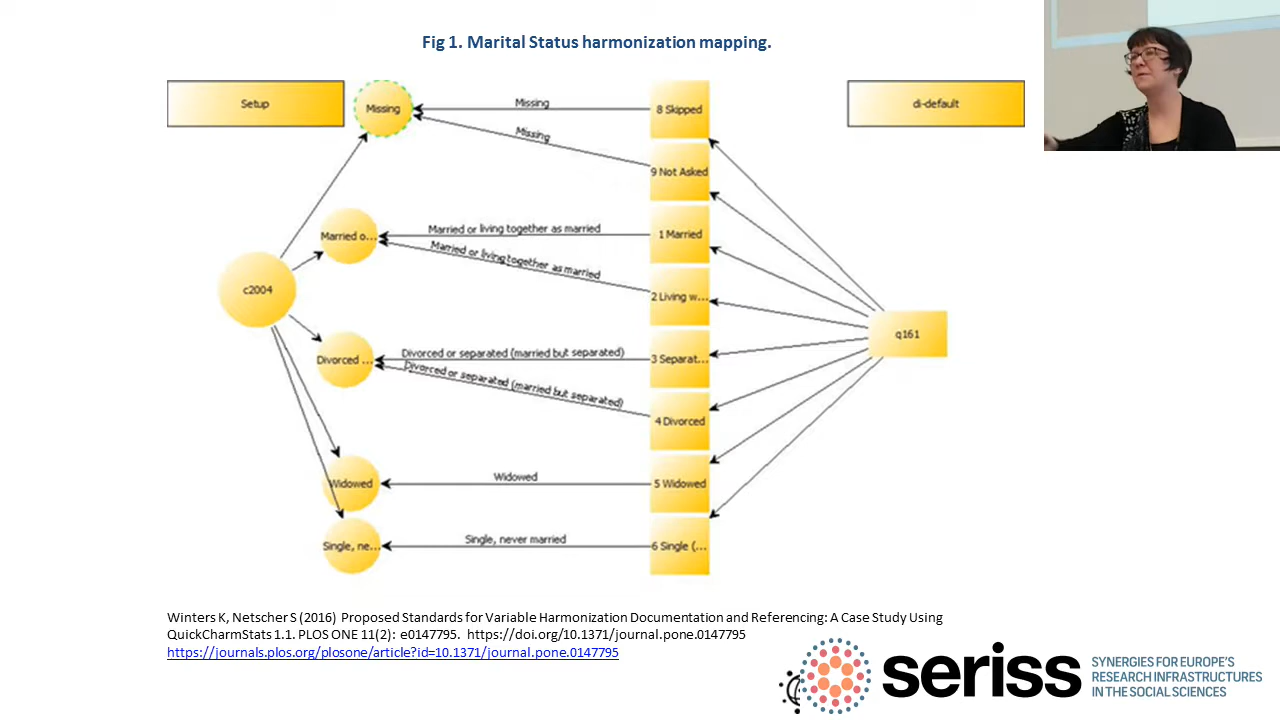 Fig 1. Marital Status harmonization mapping.
Setup
Missing
Missing
8 Skipped
di-default
Missing
9 Not Asked
Married o...
Married or living together as married
1 Married
Married or living together as married
2 Living w...
c2004
q161
Divorced ...
Divorced or separated (married but separated)
3 Separat...
Divorced or separated (married but separated)
4 Divorced
Widowed
Widowed
5 Widowed
Single, ne...
Single, never married
6 Single (...
Winters K, Netscher S (2016) Proposed Standards for Variable Harmonization Documentation and Referencing: A Case Study Using
QuickCharmStats 1.1. PLOS ONE 11(2): e0147795. https://doi.org/10.1371/journal.pone.0147795
https://journals.plos.org/plosone/article?id=10.1371/journal.pone.0147795
seriss
SYNERGIES FOR EUROPE'S
RESEARCH INFRASTRUCTURES
IN THE SOCIAL SCIENCES